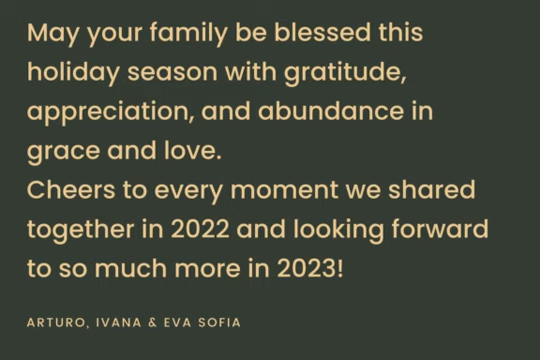 May your family be blessed this
holiday season with gratitude,
appreciation, and abundance in
grace and love.
Cheers to every moment we shared
together in 2022 and looking forward
to so much more in 2023!
ARTURO, IVANA & EVA SOFIA